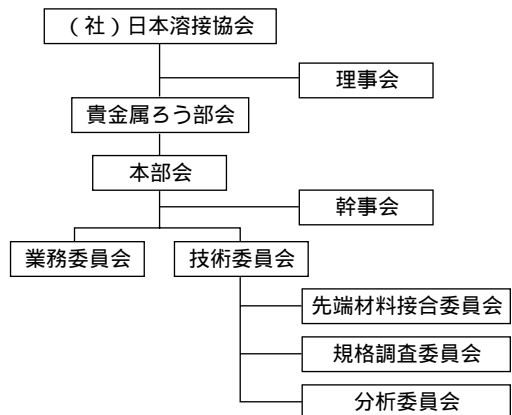 （社）日本溶接協会
理事会
貴金属ろう部会
本部会
幹事会
業務委員会
技術委員会
先端材料接合委員会
規格調査委員会
分析委員会